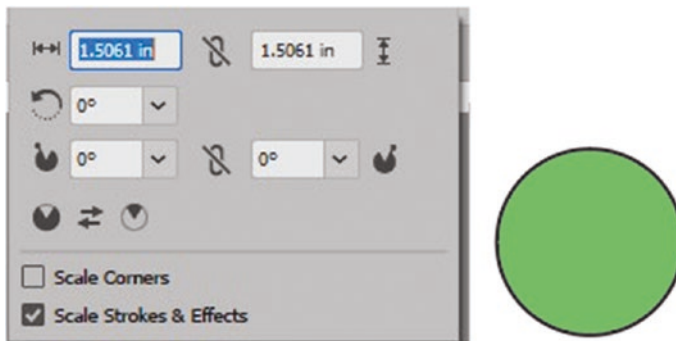 1.5061 in 1.5061 in
0°
0° 0°
Scale Corners
Scale Strokes & Effects